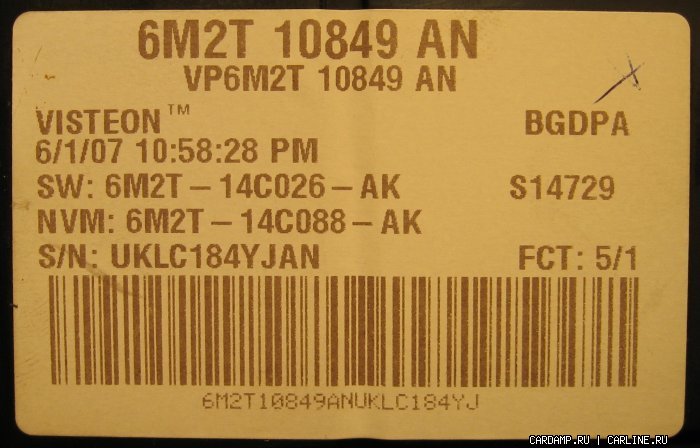 6M2T 10849 AN
VP6M2T 10849 AN
VISTEON™ BGDPA
6/1/07 10:58:28 PM
SW: 6M2T – 14C026 – AK S14729
NVM: 6M2T – 14C088 – AK
S/N: UKLC184YJAN FCT: 5/1
6M2T10849ANUKLC184YJ
CARDAMP.RU | CARLINE.RU